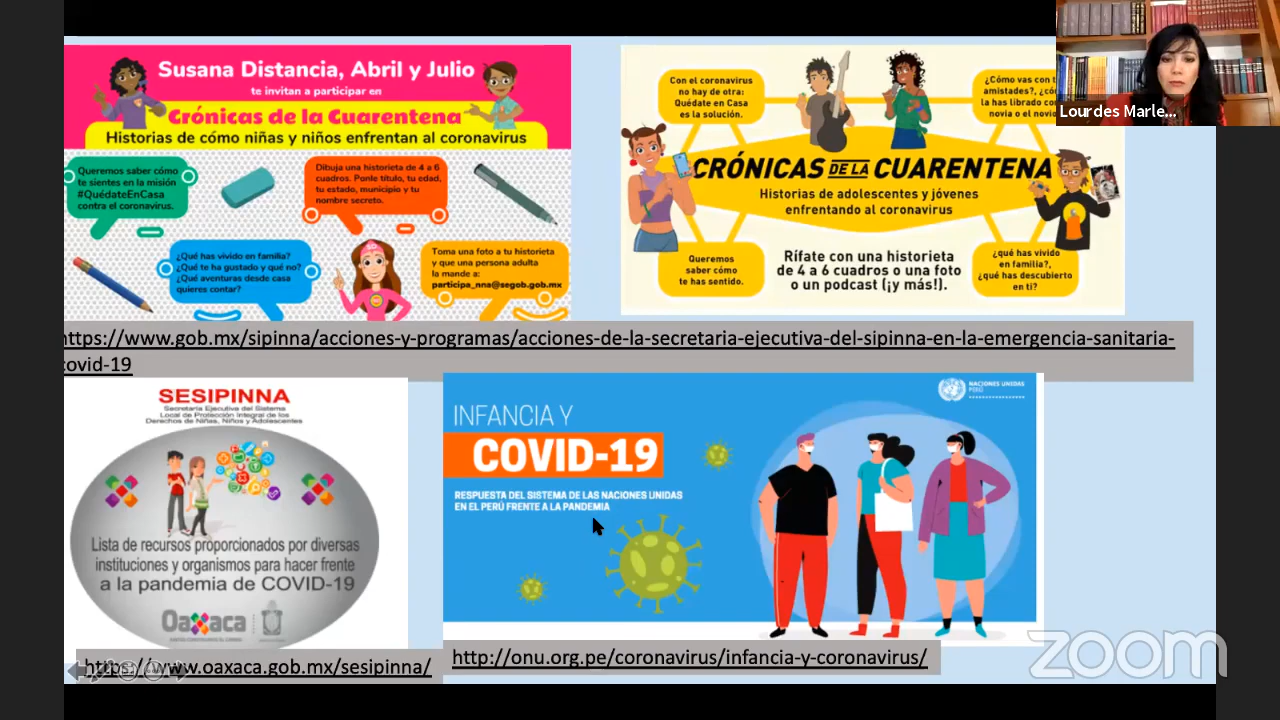 Susana Distancia, Abril y Julio
te invitan a participar en
Crónicas de la Cuarentena
Historias de cómo niñas y niños enfrentan al coronavirus
Queremos saber cómo
te sientes en la misión
#QuédateEnCasa
contra el coronavirus.
Dibuja una historieta de 4 a 6
cuadros. Ponle título, tu edad,
tu estado, municipio y tu
nombre secreto.
¿Qué has vivido en familia?
¿Qué te ha gustado y qué no?
¿Qué aventuras desde casa
quieres contar?
Toma una foto a tu historieta
y que una persona adulta
la mande a:
participa_nna@segob.gob.mx
Con el coronavirus
no hay de otra:
Quédate en Casa
es la solución.
¿Cómo vas con t
amistades?, ¿có
la has librado co
novia o el novio
CRÓNICAS DE LA CUARENTENA
Historias de adolescentes y jóvenes
enfrentando al coronavirus
Queremos
saber cómo
te has sentido.
Rífate con una historieta
de 4 a 6 cuadros o una foto
o un podcast (¡y más!).
¿qué has vivido
en familia?,
¿qué has descubierto
en ti?
Lourdes Marle...
https://www.gob.mx/sipinna/acciones-y-programas/acciones-de-la-secretaria-ejecutiva-del-sipinna-en-la-emergencia-sanitaria-
covid-19
SESIPINNA
Secretaría Ejecutiva del Sistema
Local de Protección Integral de los
Derechos de Niñas, Niños y Adolescentes
Lista de recursos proporcionados por diversas
instituciones y organismos para hacer frente
a la pandemia de COVID-19
Oaxaca
https://www.oaxaca.gob.mx/sesipinna/
NACIONES UNIDAS
PERÚ
INFANCIA Y
COVID-19
RESPUESTA DEL SISTEMA DE LAS NACIONES UNIDAS
EN EL PERÚ FRENTE A LA PANDEMIA
http://onu.org.pe/coronavirus/infancia-y-coronavirus/
zoom